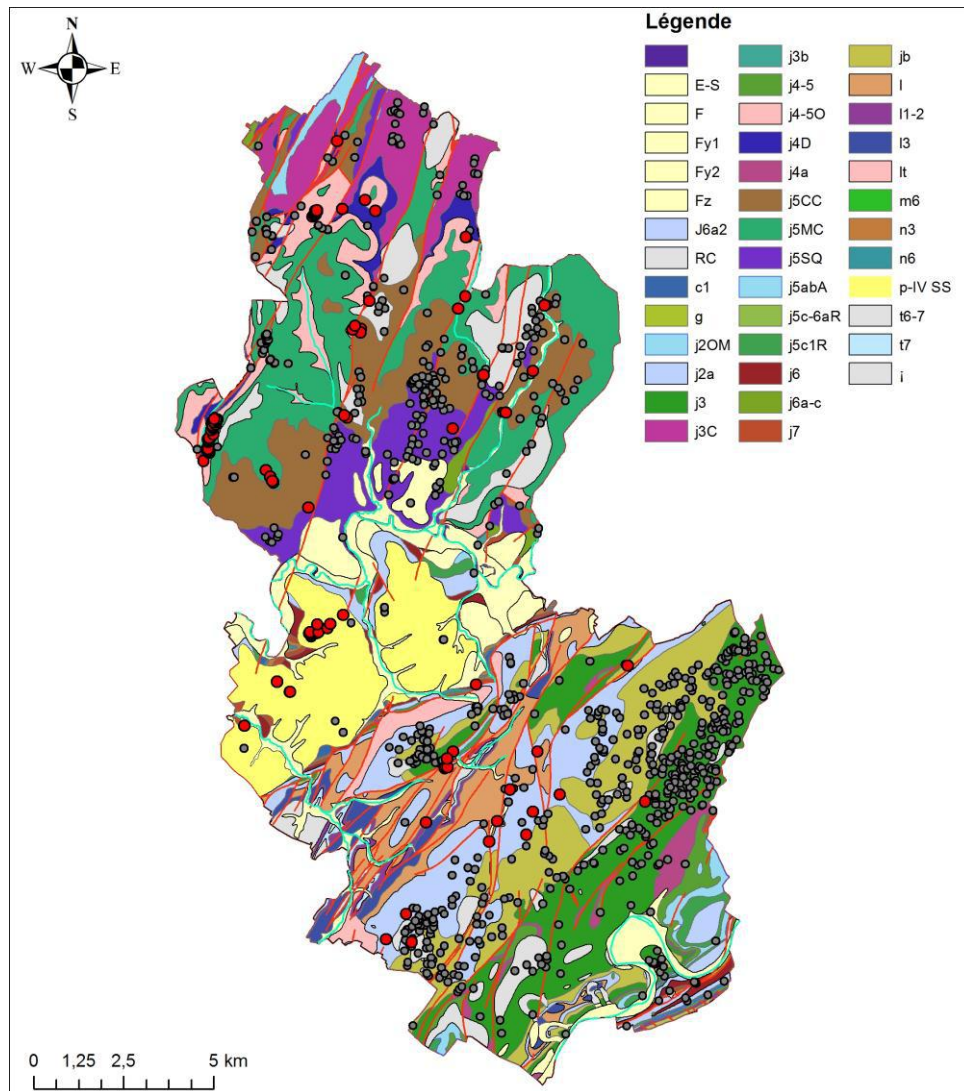 Légende
N
W E
S
E-S
F
Fy1
Fy2
Fz
J6a2
RC
c1
g
j2OM
j2a
j3
j3C
j3b
j4-5
j4-5O
j4D
j4a
j5CC
j5MC
j5SQ
j5abA
j5c-6aR
j5c1R
j6
j6a-c
j7
jb
l
l1-2
l3
lt
m6
n3
n6
p-IV SS
t6-7
t7
¡
0 1,25 2,5 5 km